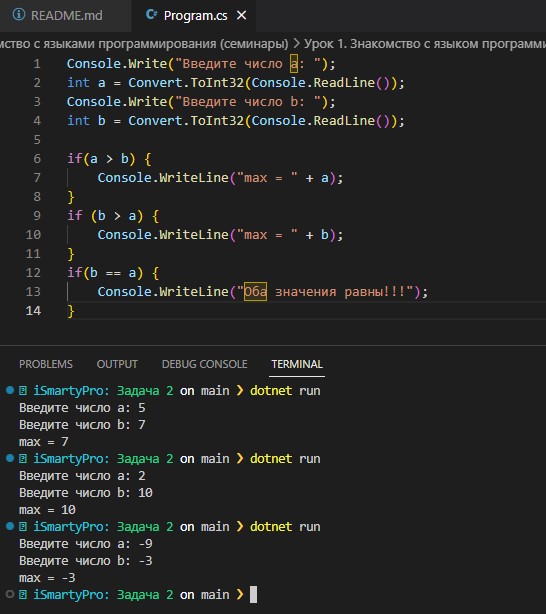 README.md Program.cs
мство с языками программирования (семинары) > Урок 1. Знакомство с языком программи
1 Console.Write("Введите число a: ");
2 int a = Convert.ToInt32(Console.ReadLine());
3 Console.Write("Введите число b: ");
4 int b = Convert.ToInt32(Console.ReadLine());
5
6 if(a > b) {
7 Console.WriteLine("max = " + a);
8 }
9 if (b > a) {
10 Console.WriteLine("max = " + b);
11 }
12 if(b == a) {
13 Console.WriteLine("Оба значения равны!!!");
14 }
PROBLEMS OUTPUT DEBUG CONSOLE TERMINAL
iSmartyPro: Задача 2 on main ❯ dotnet run
Введите число a: 5
Введите число b: 7
max = 7
iSmartyPro: Задача 2 on main ❯ dotnet run
Введите число a: 2
Введите число b: 10
max = 10
iSmartyPro: Задача 2 on main ❯ dotnet run
Введите число a: -9
Введите число b: -3
max = -3
iSmartyPro: Задача 2 on main ❯